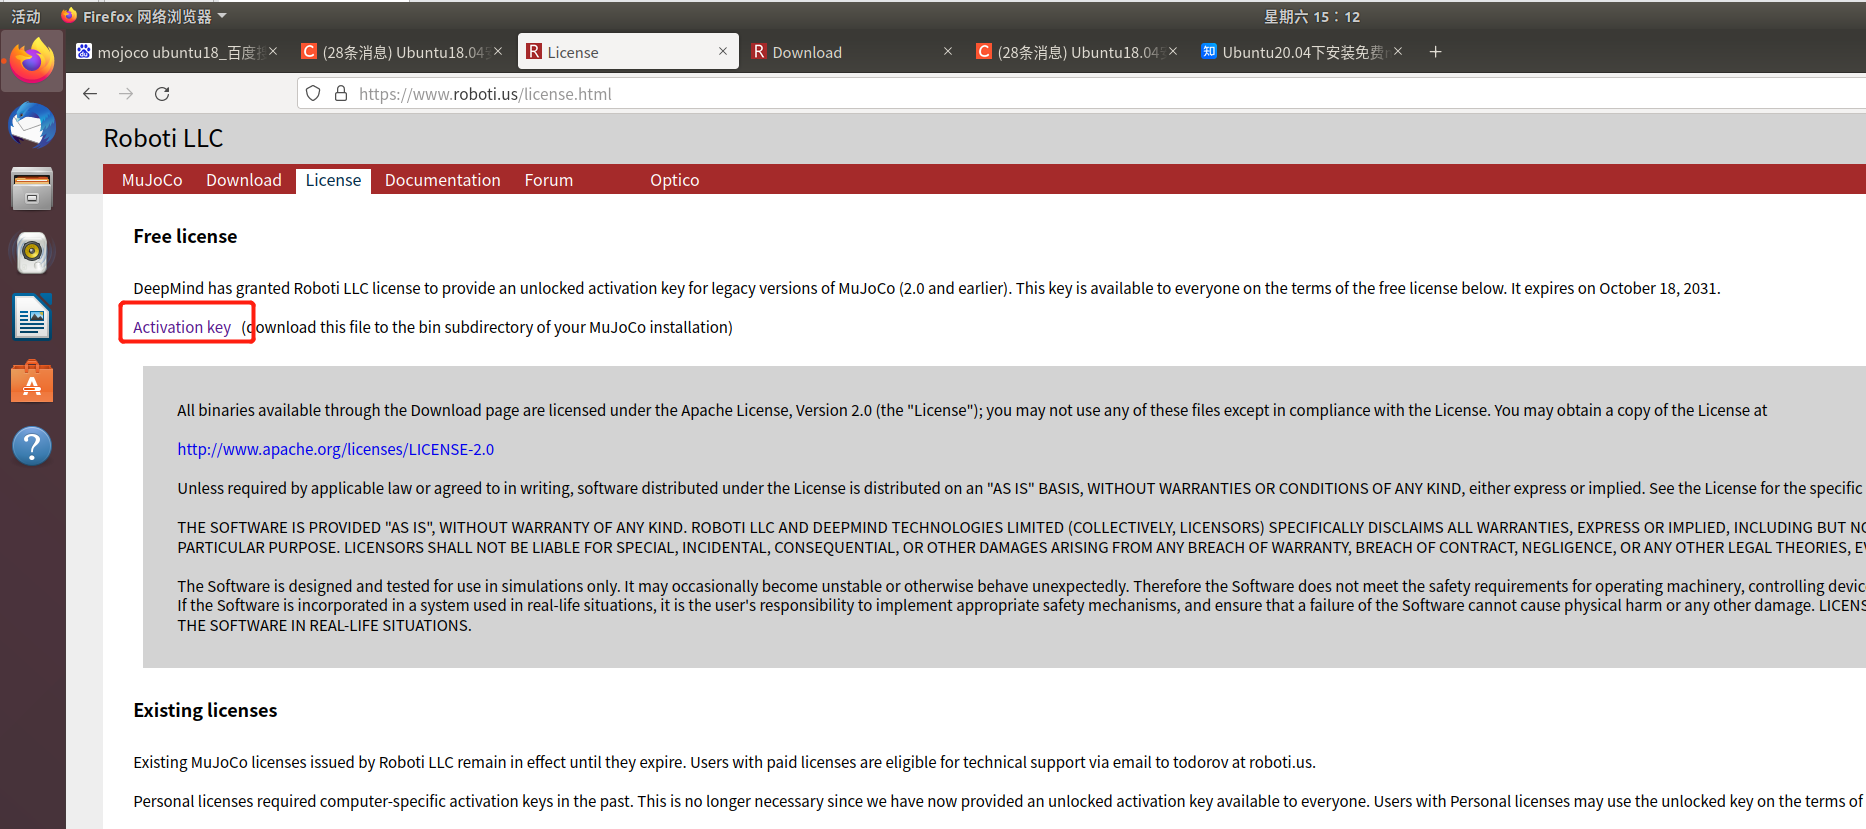 活动 Firefox 网络浏览器 星期六 15：12
mojoco ubuntu18_百度搜 (28条消息) Ubuntu18.04安 License Download (28条消息) Ubuntu18.04安 Ubuntu20.04下安装免费
https://www.roboti.us/license.html
Roboti LLC
MuJoCo Download License Documentation Forum Optico
Free license
DeepMind has granted Roboti LLC license to provide an unlocked activation key for legacy versions of MuJoCo (2.0 and earlier). This key is available to everyone on the terms of the free license below. It expires on October 18, 2031.
Activation key (download this file to the bin subdirectory of your MuJoCo installation)
All binaries available through the Download page are licensed under the Apache License, Version 2.0 (the "License"); you may not use any of these files except in compliance with the License. You may obtain a copy of the License at
http://www.apache.org/licenses/LICENSE-2.0
Unless required by applicable law or agreed to in writing, software distributed under the License is distributed on an "AS IS" BASIS, WITHOUT WARRANTIES OR CONDITIONS OF ANY KIND, either express or implied. See the License for the specific
THE SOFTWARE IS PROVIDED "AS IS", WITHOUT WARRANTY OF ANY KIND. ROBOTI LLC AND DEEPMIND TECHNOLOGIES LIMITED (COLLECTIVELY, LICENSORS) SPECIFICALLY DISCLAIMS ALL WARRANTIES, EXPRESS OR IMPLIED, INCLUDING BUT
PARTICULAR PURPOSE. LICENSORS SHALL NOT BE LIABLE FOR SPECIAL, INCIDENTAL, CONSEQUENTIAL, OR OTHER DAMAGES ARISING FROM ANY BREACH OF WARRANTY, BREACH OF CONTRACT, NEGLIGENCE, OR ANY OTHER LEGAL THEORIES,
The Software is designed and tested for use in simulations only. It may occasionally become unstable or otherwise behave unexpectedly. Therefore the Software does not meet the safety requirements for operating machinery, controlling
If the Software is incorporated in a system used in real-life situations, it is the user's responsibility to implement appropriate safety mechanisms, and ensure that a failure of the Software cannot cause physical harm or any other damage.
THE SOFTWARE IN REAL-LIFE SITUATIONS.
Existing licenses
Existing MuJoCo licenses issued by Roboti LLC remain in effect until they expire. Users with paid licenses are eligible for technical support via email to todorov at roboti.us.
Personal licenses required computer-specific activation keys in the past. This is no longer necessary since we have now provided an unlocked activation key available to everyone. Users with Personal licenses may use the unlocked key on the terms of